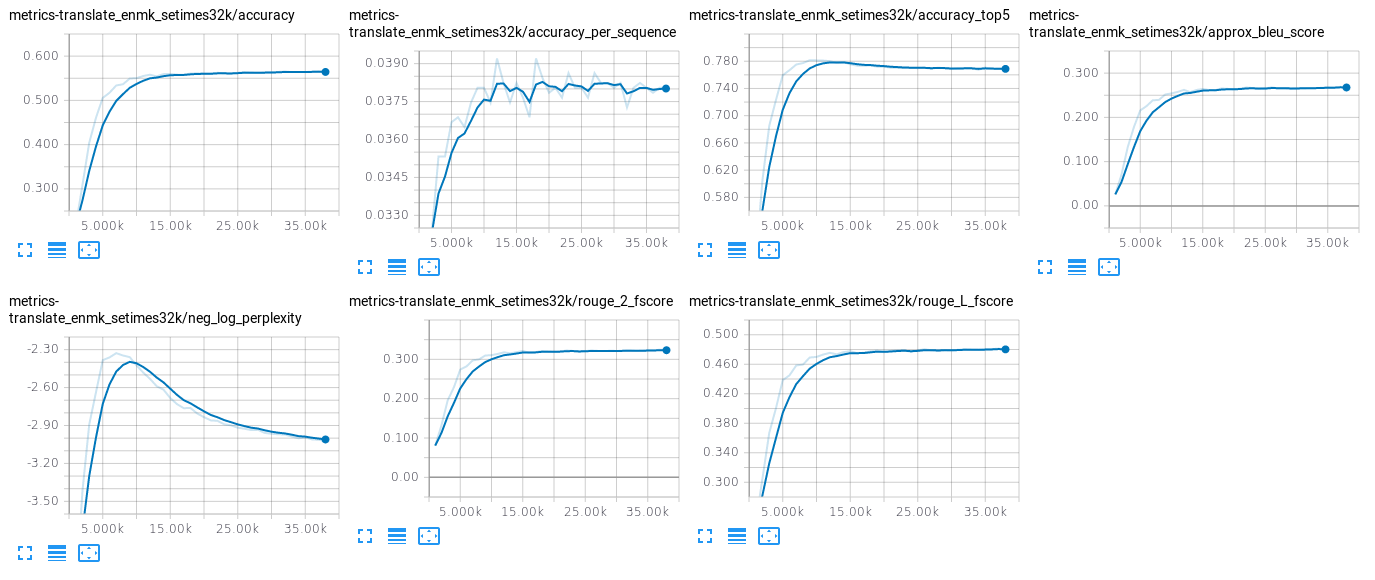 metrics-translate_enmk_setimes32k/accuracy
0.600
0.500
0.400
0.300
5.000k 15.00k 25.00k 35.00k
metrics-
translate_enmk_setimes32k/accuracy_per_sequence
0.0390
0.0375
0.0360
0.0345
0.0330
5.000k 15.00k 25.00k 35.00k
metrics-translate_enmk_setimes32k/accuracy_top5
0.780
0.740
0.700
0.660
0.620
0.580
5.000k 15.00k 25.00k 35.00k
metrics-
translate_enmk_setimes32k/approx_bleu_score
0.300
0.200
0.100
0.00
5.000k 15.00k 25.00k 35.00k
metrics-
translate_enmk_setimes32k/neg_log_perplexity
-2.30
-2.60
-2.90
-3.20
-3.50
5.000k 15.00k 25.00k 35.00k
metrics-translate_enmk_setimes32k/rouge_2_fscore
0.300
0.200
0.100
0.00
5.000k 15.00k 25.00k 35.00k
metrics-translate_enmk_setimes32k/rouge_L_fscore
0.500
0.460
0.420
0.380
0.340
0.300
5.000k 15.00k 25.00k 35.00k